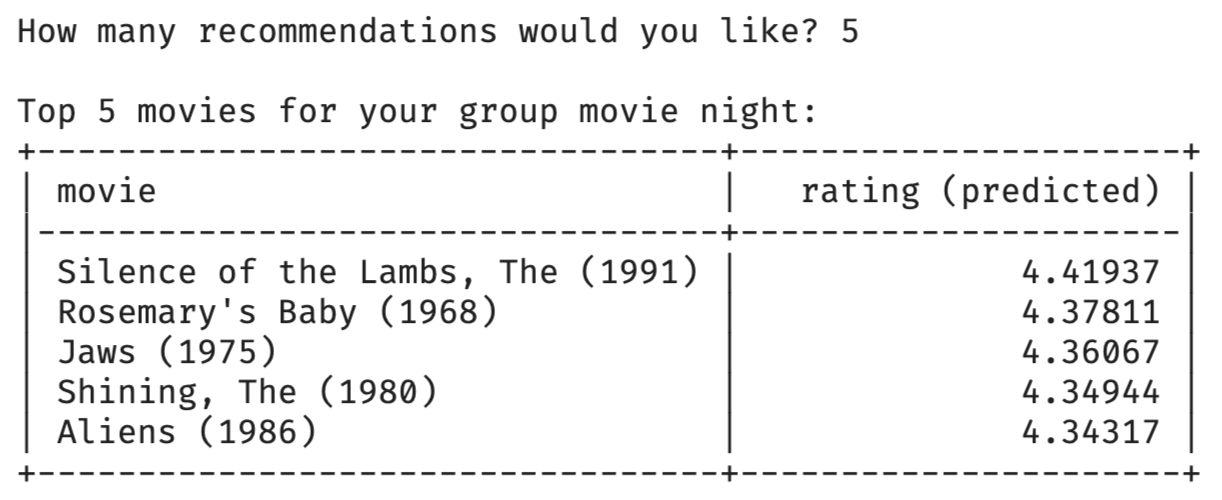 How many recommendations would you like? 5
Top 5 movies for your group movie night:
+----------------------------------+----------------------+
| movie                            |   rating (predicted) |
|----------------------------------+----------------------|
| Silence of the Lambs, The (1991) |              4.41937 |
| Rosemary's Baby (1968)           |              4.37811 |
| Jaws (1975)                      |              4.36067 |
| Shining, The (1980)              |              4.34944 |
| Aliens (1986)                    |              4.34317 |
+----------------------------------+----------------------+